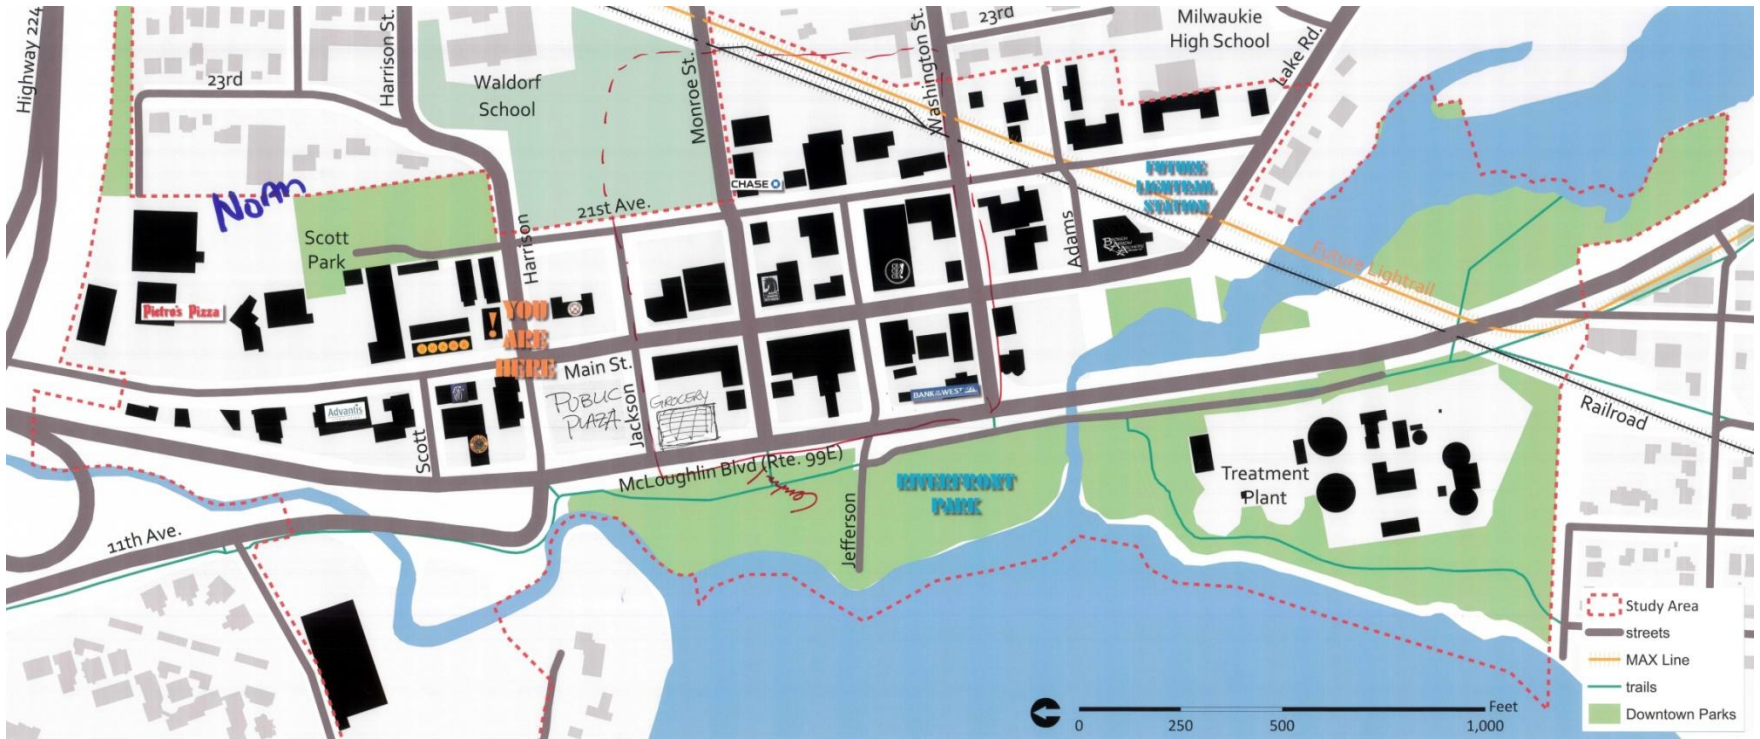 Highway 224
23rd
Harrison St.
Waldorf
School
Monroe St.
Washington St.
23rd
Milwaukie
High School
Lake Rd.
Scott
Park
Pietro's Pizza
Harrison
21st Ave.
CHASE
Adams
FUTURE
LIGHTRAIL
STATION
Future Lightrail
!
YOU
ARE
HERE
Main St.
PUBLIC
PLAZA
Jackson
GROCERY
BANK OF THE WEST
Advantis
Scott
McLoughlin Blvd (Rte. 99E)
Jefferson
RIVERFRONT
PARK
Treatment
Plant
Railroad
11th Ave.
Feet
0 250 500 1,000
Study Area
streets
MAX Line
trails
Downtown Parks